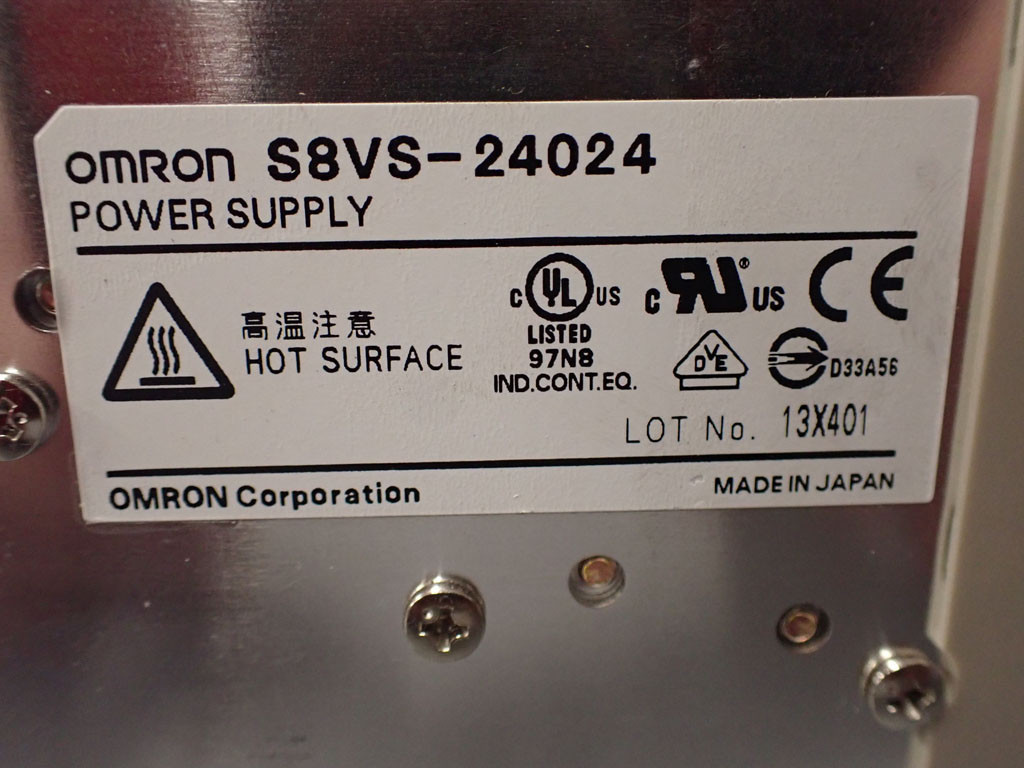 OMRON S8VS-24024
POWER SUPPLY
高温注意
HOT SURFACE
C UL US
LISTED
97N8
IND.CONT.EQ.
C RU® US
CE
DVE
D33A56
LOT No. 13X401
OMRON Corporation
MADE IN JAPAN